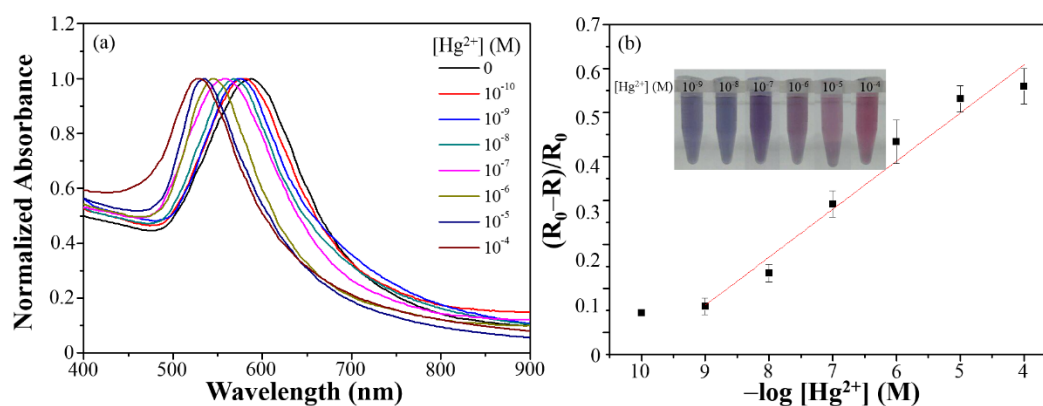 (a)
[Hg²⁺] (M)
0
10⁻¹⁰
10⁻⁹
10⁻⁸
10⁻⁷
10⁻⁶
10⁻⁵
10⁻⁴
Normalized Absorbance
1.2
1.0
0.8
0.6
0.4
0.2
0
400 500 600 700 800 900
Wavelength (nm)
(b)
[Hg²⁺] (M) 10⁻⁹ 10⁻⁸ 10⁻⁷ 10⁻⁶ 10⁻⁵ 10⁻⁴
(R₀−R)/R₀
0.7
0.6
0.5
0.4
0.3
0.2
0.1
0
10 9 8 7 6 5 4
−log [Hg²⁺] (M)